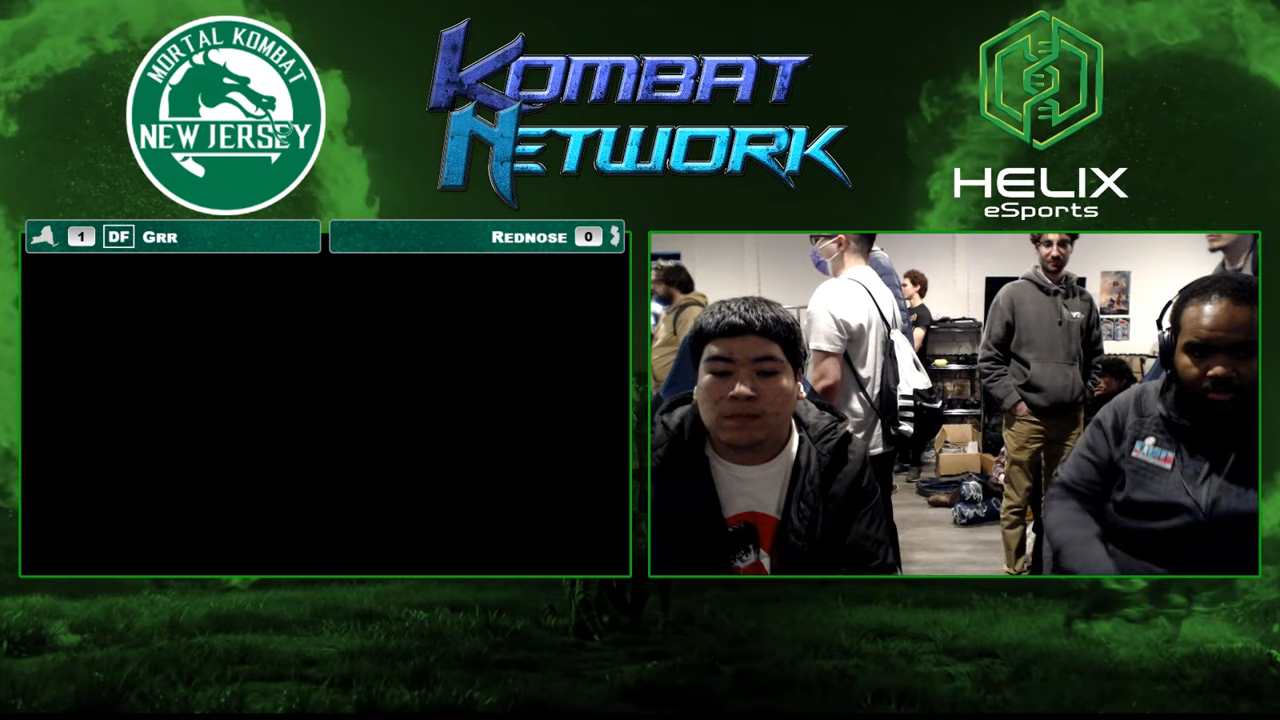 MORTAL KOMBAT
NEW JERSEY
KOMBAT
NETWORK
HELIX
eSports
1 DF GRR
REDNOSE 0